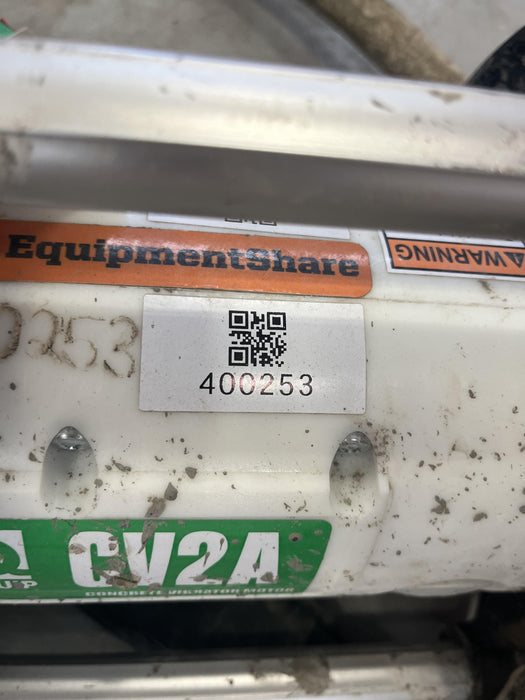 EquipmentShare
⚠WARNING
400253
0253
CV2A
CONCRETE VIBRATOR MOTOR